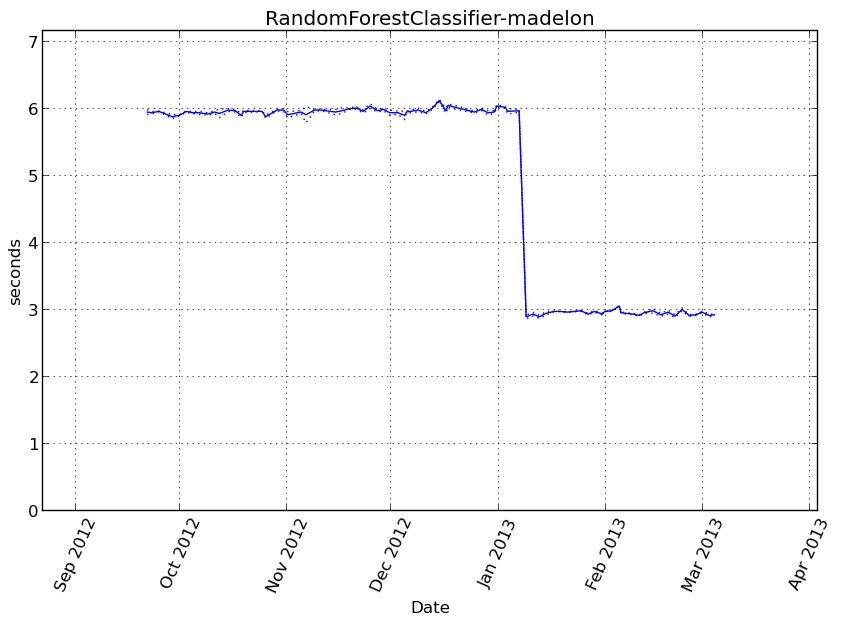 RandomForestClassifier-madelon
7
6
5
4
3
2
1
0
seconds
Sep 2012
Oct 2012
Nov 2012
Dec 2012
Jan 2013
Feb 2013
Mar 2013
Apr 2013
Date